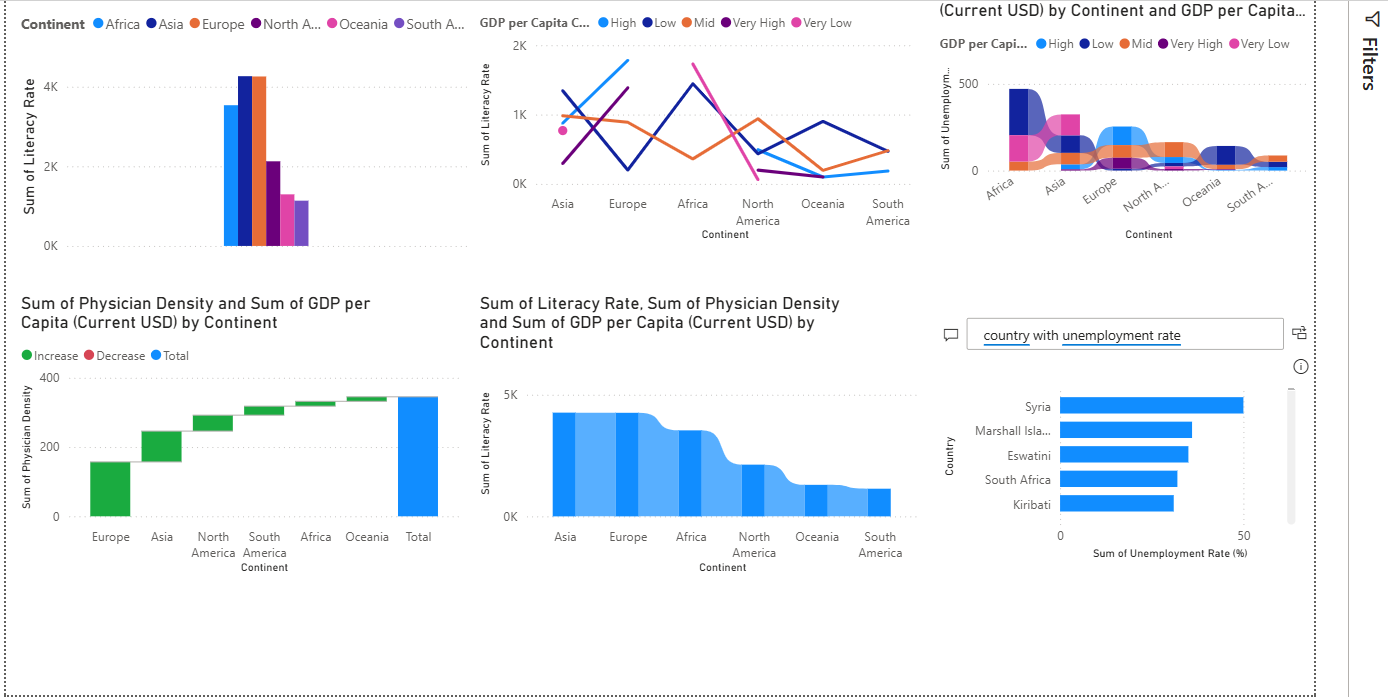 Continent Africa Asia Europe North A... Oceania South A...
Sum of Literacy Rate
4K
2K
0K
GDP per Capita C... High Low Mid Very High Very Low
Sum of Literacy Rate
2K
1K
0K
Asia Europe Africa North America Oceania South America
Continent
(Current USD) by Continent and GDP per Capita...
GDP per Capi... High Low Mid Very High Very Low
Sum of Unemploym...
500
0
Africa Asia Europe North A... Oceania South A...
Continent
Filters
Sum of Physician Density and Sum of GDP per
Capita (Current USD) by Continent
Increase Decrease Total
Sum of Physician Density
400
200
0
Europe Asia North America South America Africa Oceania Total
Continent
Sum of Literacy Rate, Sum of Physician Density
and Sum of GDP per Capita (Current USD) by
Continent
Sum of Literacy Rate
5K
0K
Asia Europe Africa North America Oceania South America
Continent
country with unemployment rate
Country
Syria
Marshall Isla...
Eswatini
South Africa
Kiribati
0 50
Sum of Unemployment Rate (%)